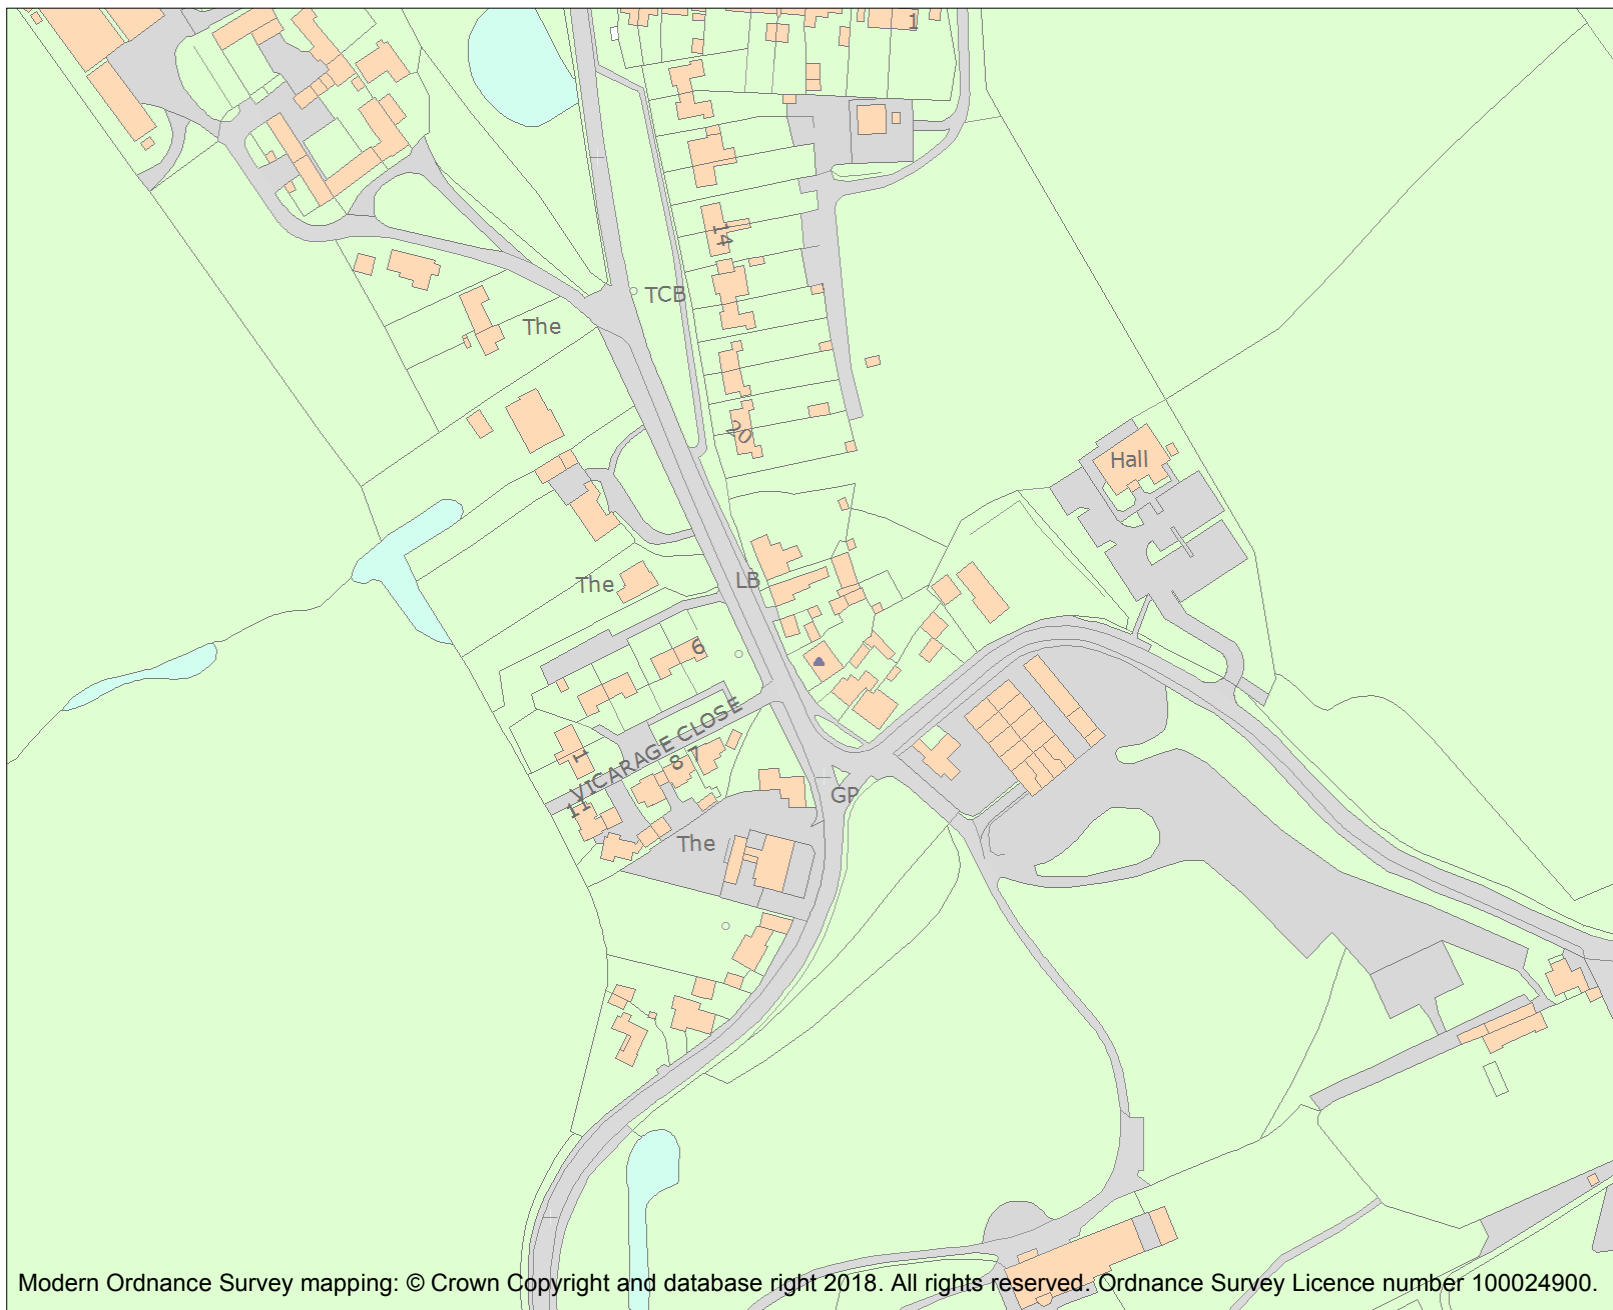 1
14
TCB
The
20
Hall
LB
The
6
VICARAGE CLOSE
1
8 7
11
GP
The
Modern Ordnance Survey mapping: © Crown Copyright and database right 2018. All rights reserved. Ordnance Survey Licence number 100024900.